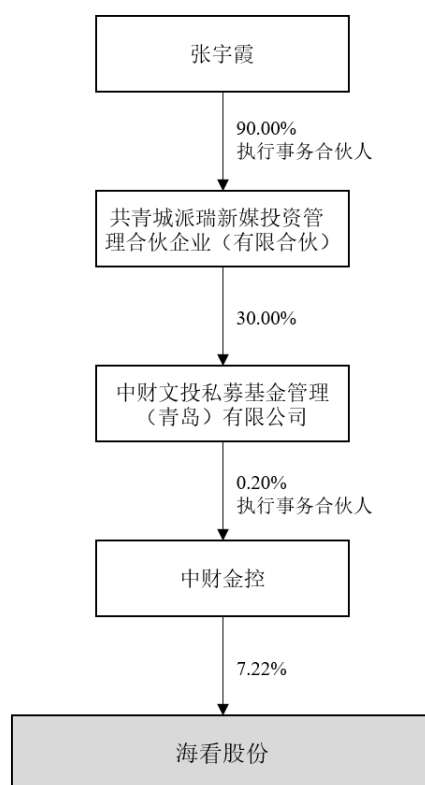 张宇霞
90.00%
执行事务合伙人
共青城派瑞新媒投资管
理合伙企业（有限合伙）
30.00%
中财文投私募基金管理
（青岛）有限公司
0.20%
执行事务合伙人
中财金控
7.22%
海看股份